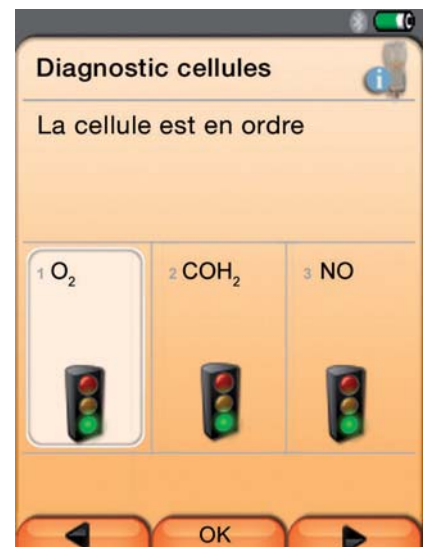 Diagnostic cellules
La cellule est en ordre
1 O₂ 2 COH₂ 3 NO
OK